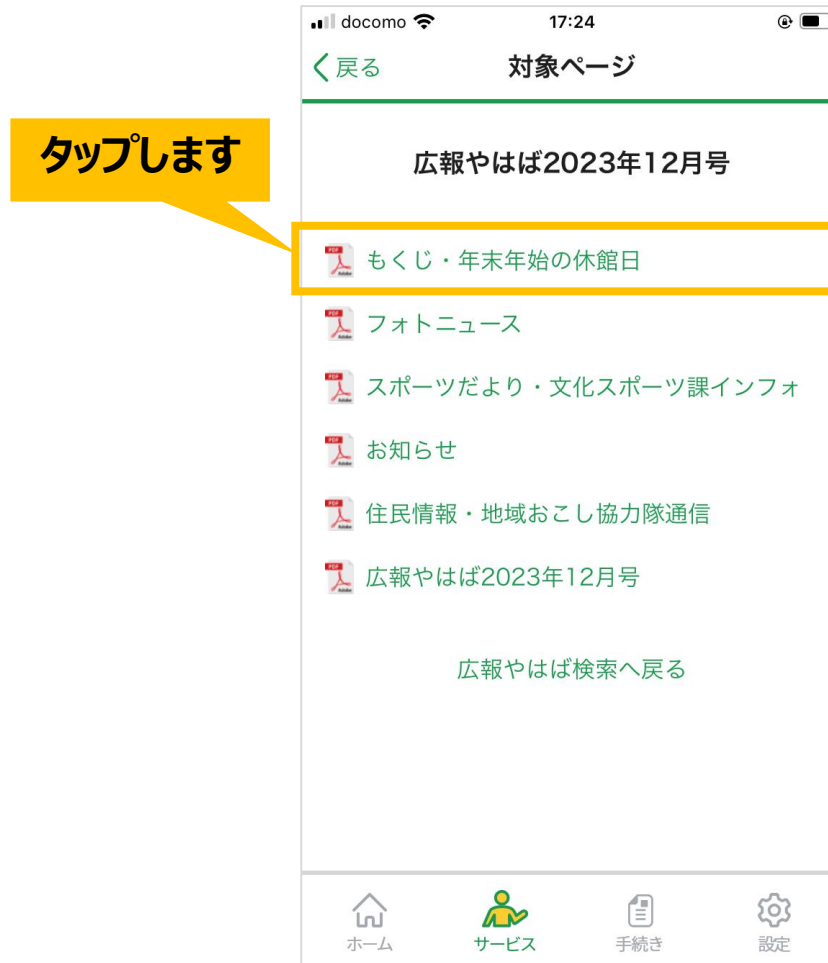 docomo 17:24
戻る 対象ページ
タップします
広報やはば2023年12月号
もくじ・年末年始の休館日
フォトニュース
スポーツだより・文化スポーツ課インフォ
お知らせ
住民情報・地域おこし協力隊通信
広報やはば2023年12月号
広報やはば検索へ戻る
ホーム サービス 手続き 設定